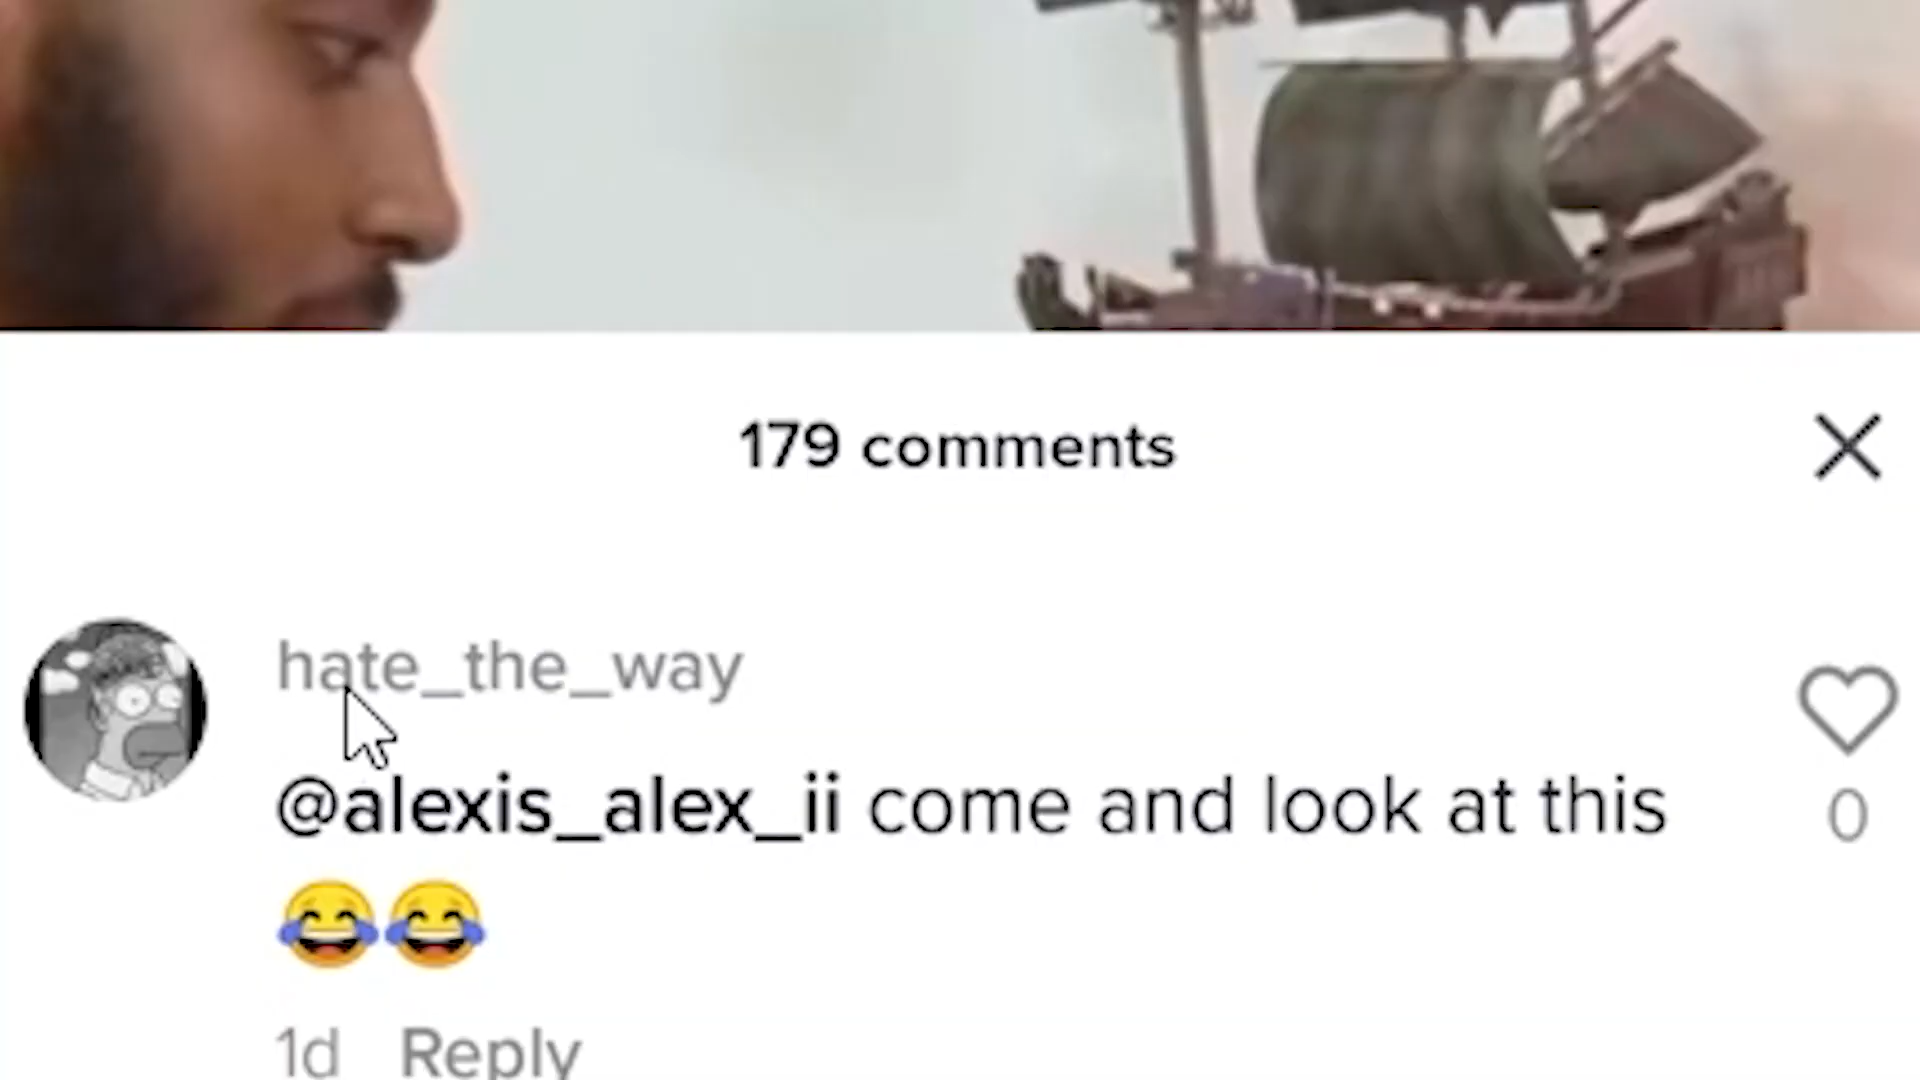 179 comments
hate_the_way
@alexis_alex_ii come and look at this
😂😂
0
1d Reply